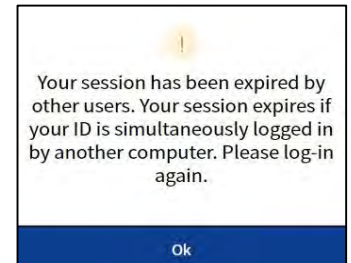 !
Your session has been expired by
other users. Your session expires if
your ID is simultaneously logged in
by another computer. Please log-in
again.
Ok